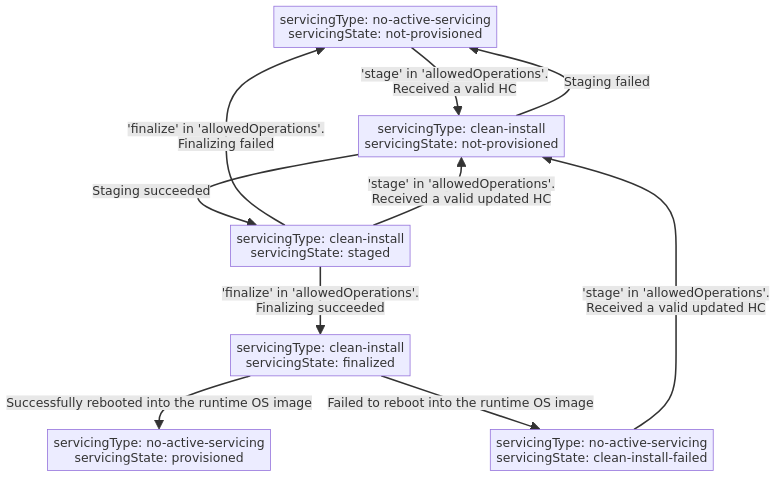 servicingType: no-active-servicing
servicingState: not-provisioned
'stage' in 'allowedOperations'.
Received a valid HC
Staging failed
'finalize' in 'allowedOperations'.
Finalizing failed
servicingType: clean-install
servicingState: not-provisioned
Staging succeeded
'stage' in 'allowedOperations'.
Received a valid updated HC
servicingType: clean-install
servicingState: staged
'finalize' in 'allowedOperations'.
Finalizing succeeded
'stage' in 'allowedOperations'.
Received a valid updated HC
servicingType: clean-install
servicingState: finalized
Successfully rebooted into the runtime OS image
Failed to reboot into the runtime OS image
servicingType: no-active-servicing
servicingState: provisioned
servicingType: no-active-servicing
servicingState: clean-install-failed